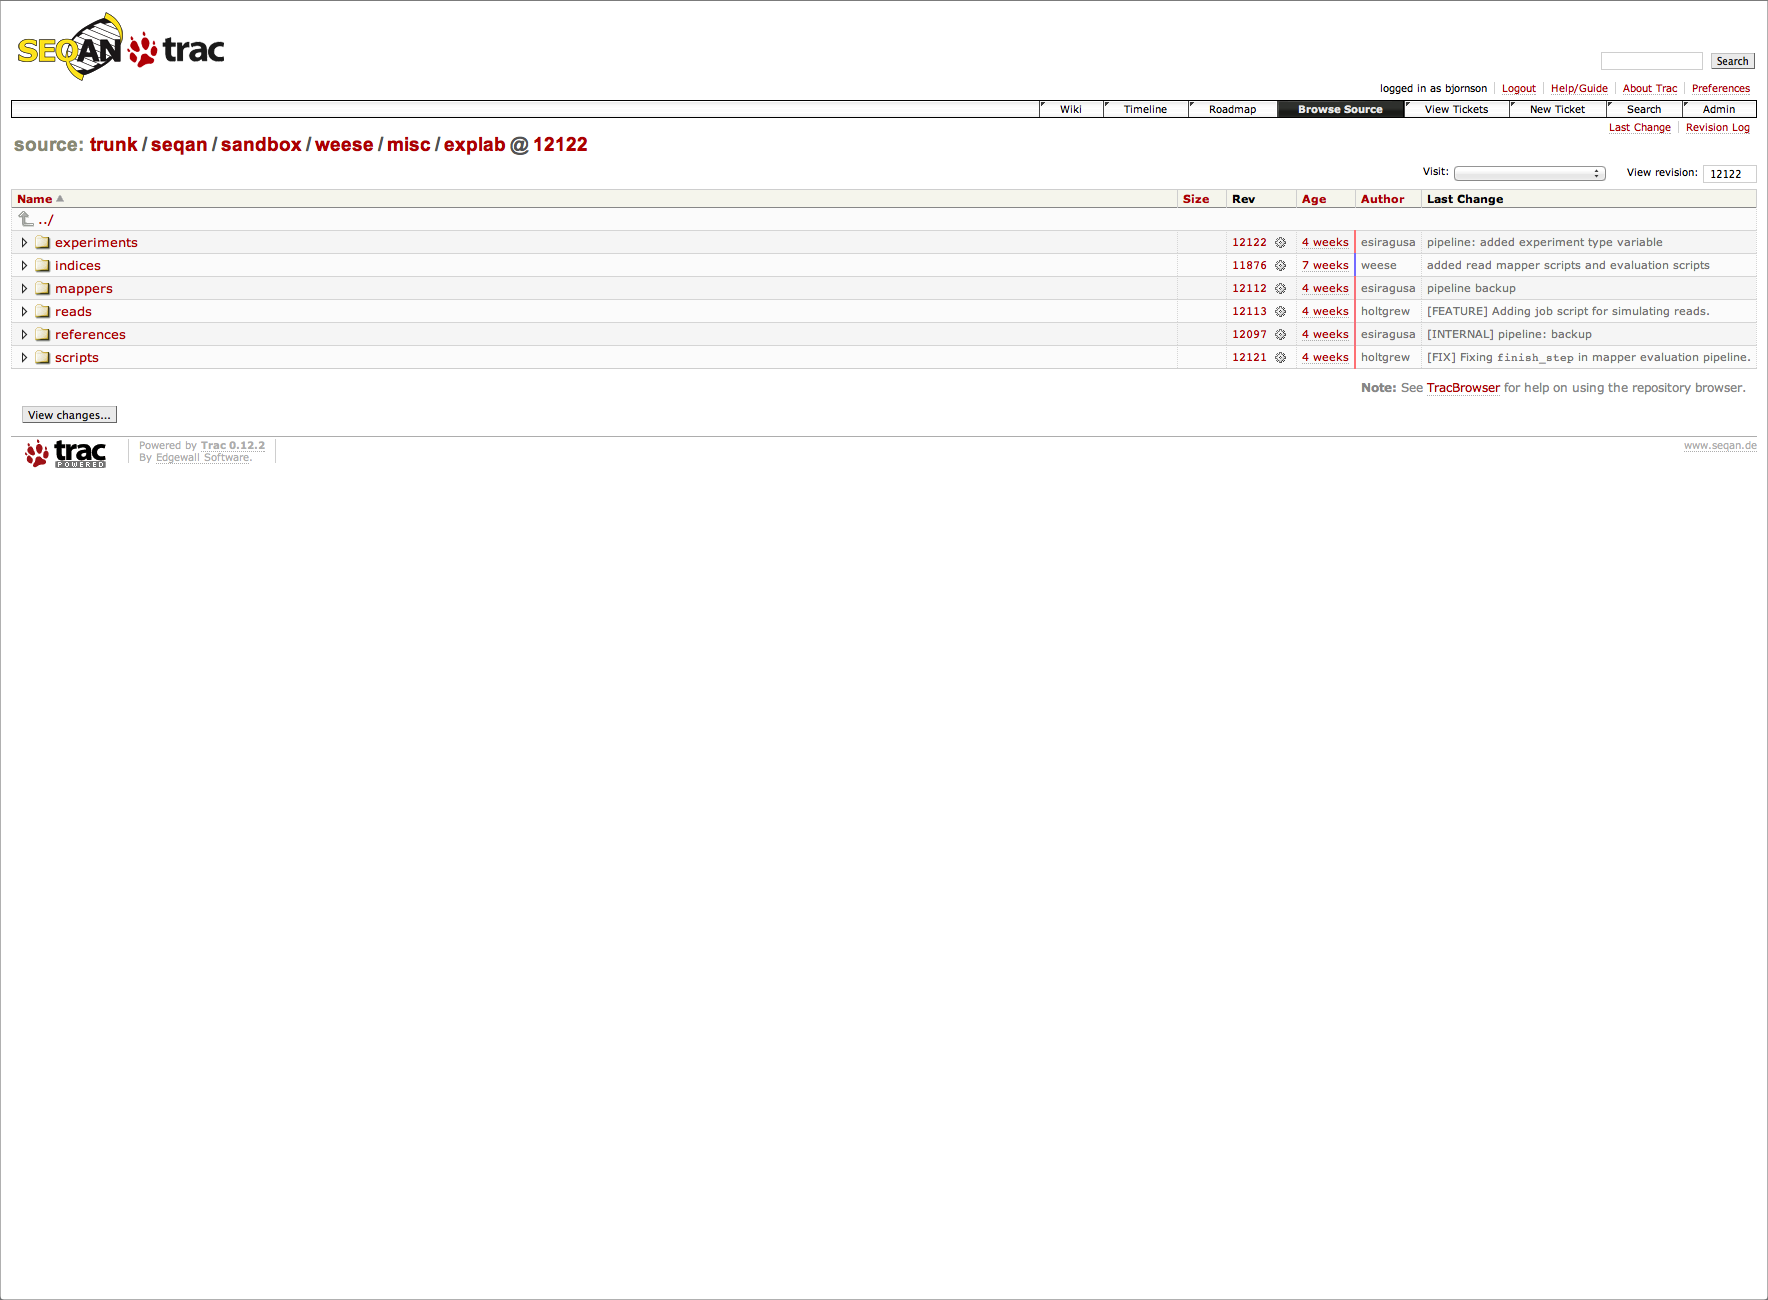 SEQAN trac
Search
logged in as bjornson Logout Help/Guide About Trac Preferences
Wiki Timeline Roadmap Browse Source View Tickets New Ticket Search Admin
Last Change Revision Log
source: trunk / seqan / sandbox / weese / misc / explab @ 12122
Visit: View revision: 12122
Name Size Rev Age Author Last Change
../
experiments 12122 4 weeks esiragusa pipeline: added experiment type variable
indices 11876 7 weeks weese added read mapper scripts and evaluation scripts
mappers 12112 4 weeks esiragusa pipeline backup
reads 12113 4 weeks holtgrew [FEATURE] Adding job script for simulating reads.
references 12097 4 weeks esiragusa [INTERNAL] pipeline: backup
scripts 12121 4 weeks holtgrew [FIX] Fixing finish_step in mapper evaluation pipeline.
Note: See TracBrowser for help on using the repository browser.
View changes...
trac POWERED
Powered by Trac 0.12.2
By Edgewall Software.
www.seqan.de